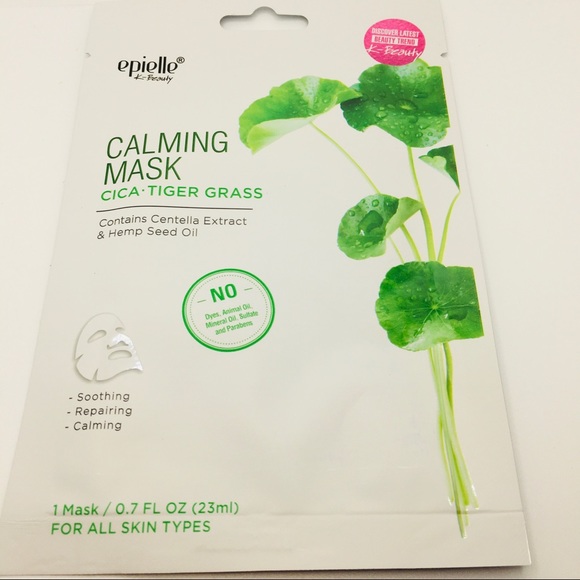 DISCOVER LATEST
BEAUTY TREND
K-Beauty
epielle®
K-Beauty
CALMING
MASK
CICA·TIGER GRASS
Contains Centella Extract
& Hemp Seed Oil
NO
Dyes, Animal Oil,
Mineral Oil, Sulfate
and Parabens
- Soothing
- Repairing
- Calming
1 Mask / 0.7 FL OZ (23ml)
FOR ALL SKIN TYPES